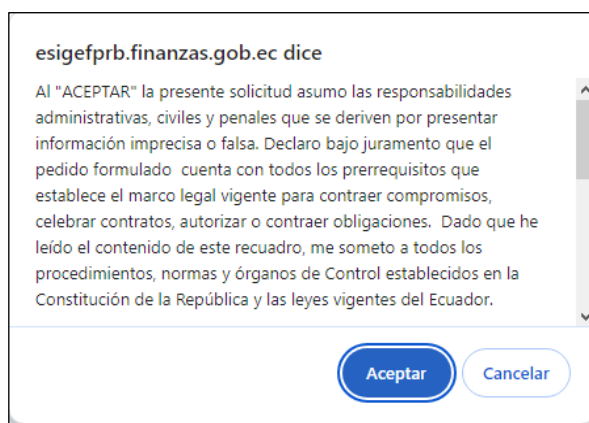 esigefprb.finanzas.gob.ec dice
Al "ACEPTAR" la presente solicitud asumo las responsabilidades
administrativas, civiles y penales que se deriven por presentar
información imprecisa o falsa. Declaro bajo juramento que el
pedido formulado  cuenta con todos los prerrequisitos que
establece el marco legal vigente para contraer compromisos,
celebrar contratos, autorizar o contraer obligaciones.  Dado que he
leído el contenido de este recuadro, me someto a todos los
procedimientos, normas y órganos de Control establecidos en la
Constitución de la República y las leyes vigentes del Ecuador.
Aceptar
Cancelar